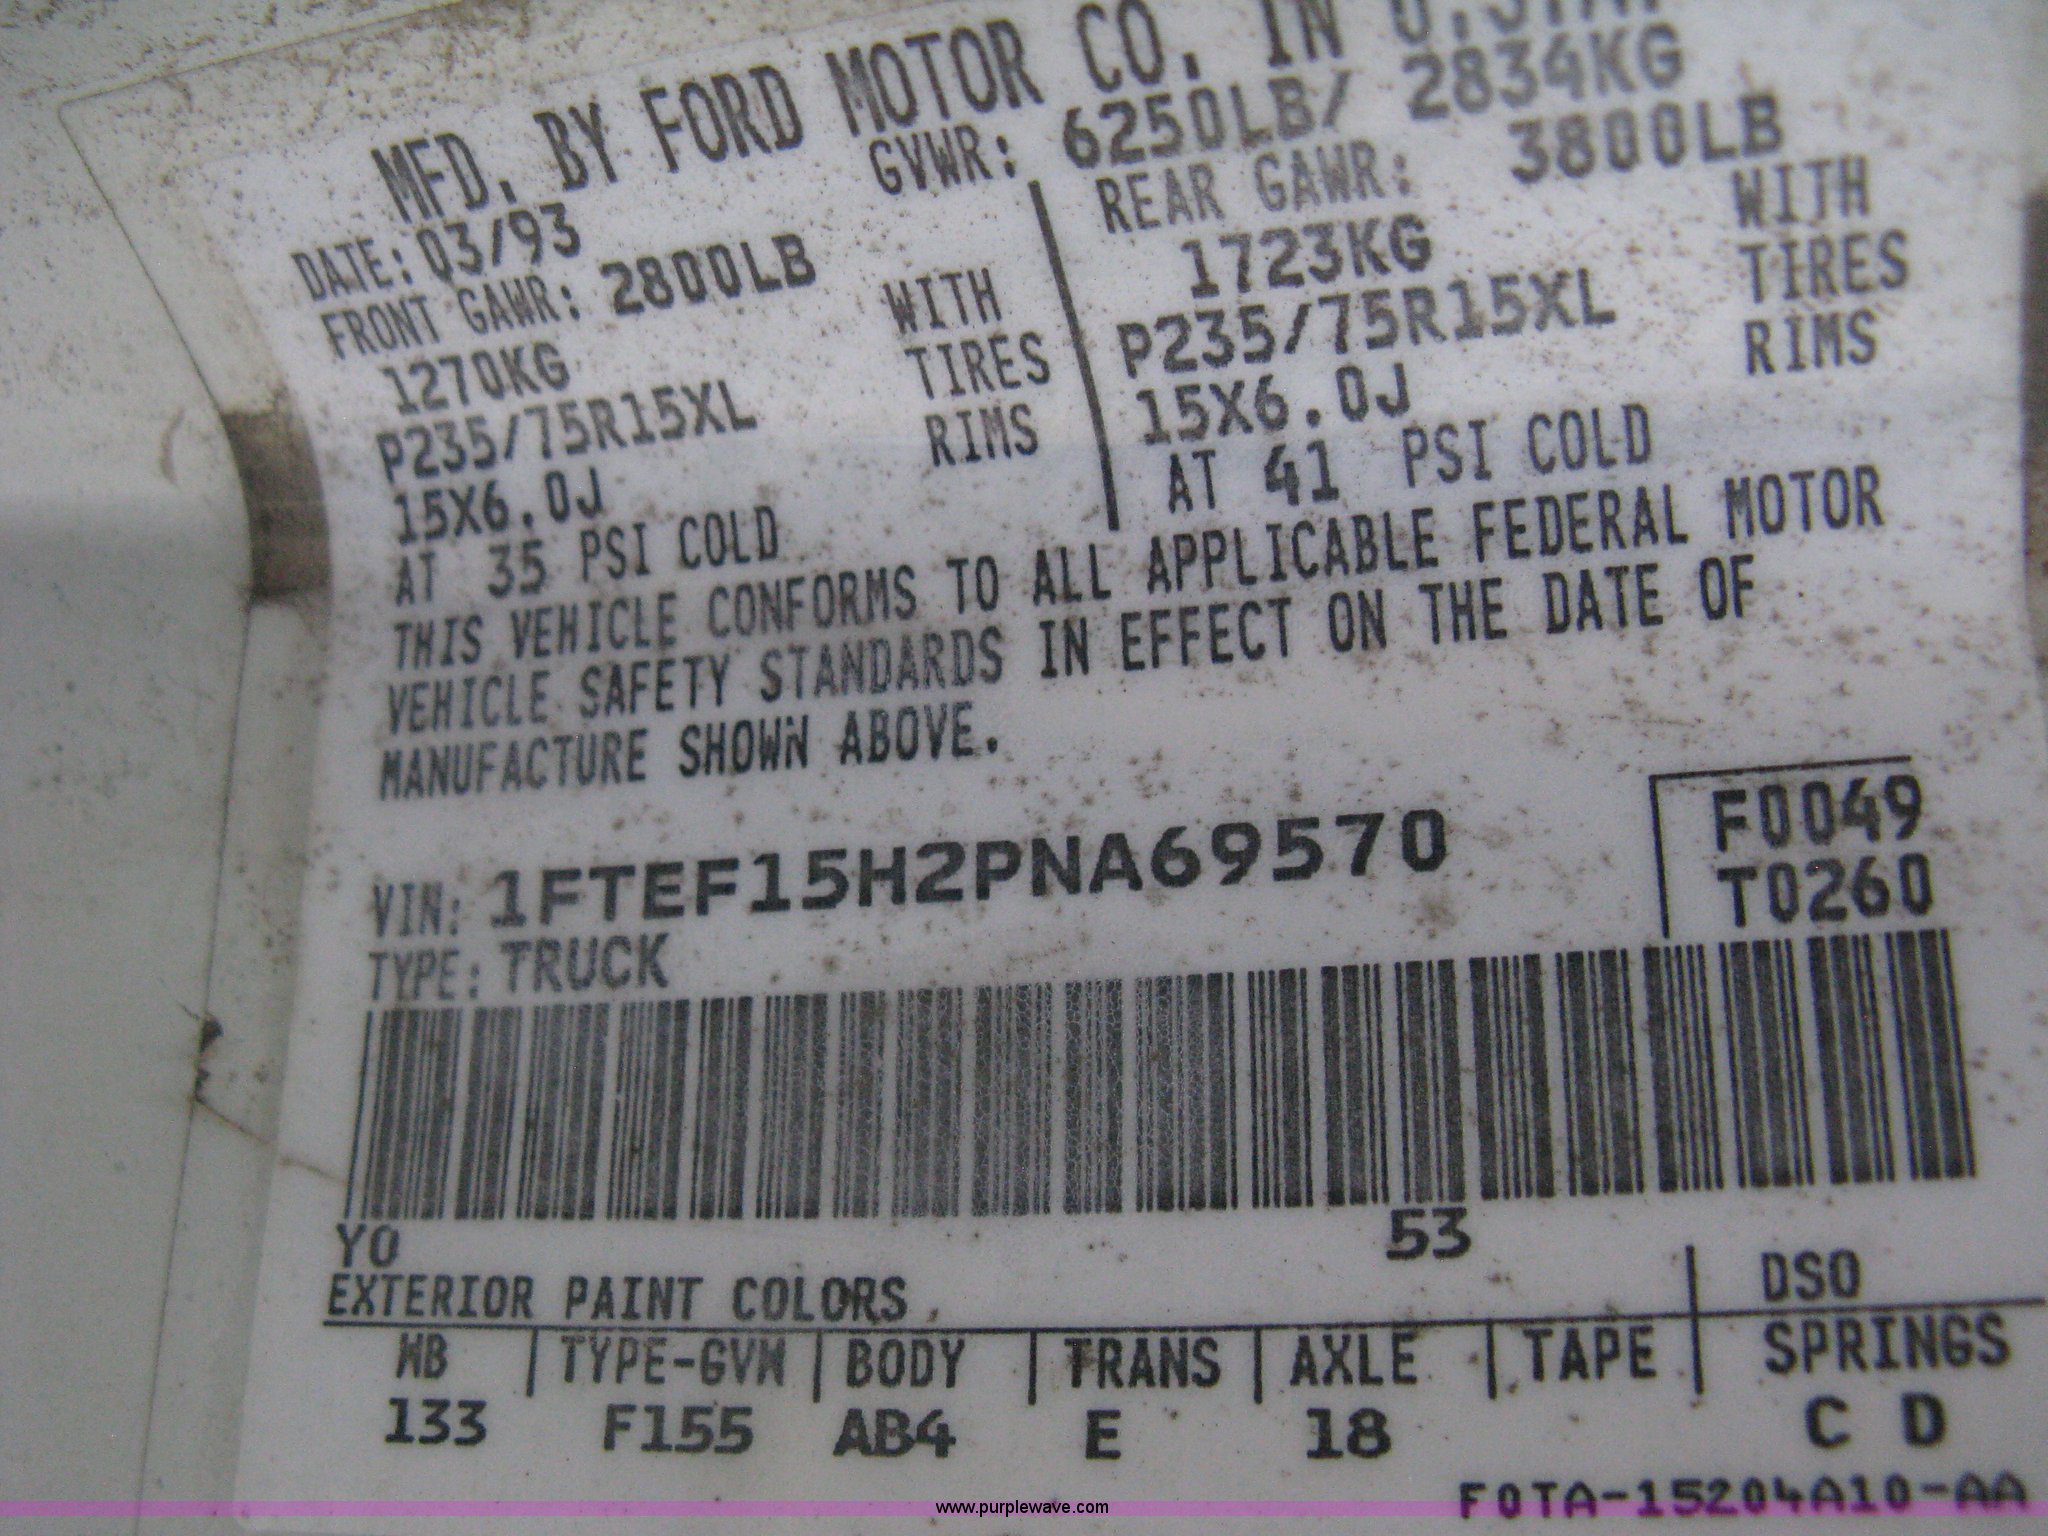 MFD. BY FORD MOTOR CO. IN U.S.A.
GVWR: 6250LB/ 2834KG
DATE: 03/93
FRONT GAWR: 2800LB
1270KG WITH
P235/75R15XL TIRES
15X6.0J RIMS
AT 35 PSI COLD
REAR GAWR: 3800LB
1723KG WITH
P235/75R15XL TIRES
15X6.0J RIMS
AT 41 PSI COLD
THIS VEHICLE CONFORMS TO ALL APPLICABLE FEDERAL MOTOR
VEHICLE SAFETY STANDARDS IN EFFECT ON THE DATE OF
MANUFACTURE SHOWN ABOVE.
F0049
VIN: 1FTEF15H2PNA69570
T0260
TYPE: TRUCK
YO 53
EXTERIOR PAINT COLORS DSO
WB TYPE-GVW BODY TRANS AXLE TAPE SPRINGS
133 F155 AB4 E 18 C D
FOTA-15204A10-AA
www.purplewave.com